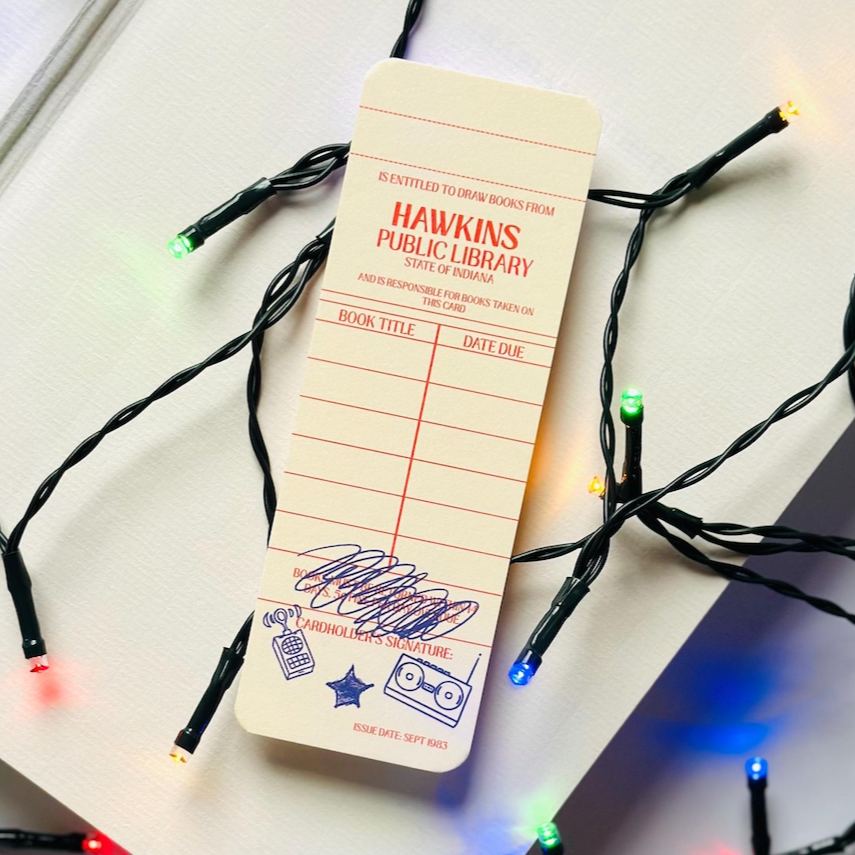 IS ENTITLED TO DRAW BOOKS FROM
HAWKINS
PUBLIC LIBRARY
STATE OF INDIANA
AND IS RESPONSIBLE FOR BOOKS TAKEN ON
THIS CARD
BOOK TITLE DATE DUE
DAYS.
CARDHOLDER'S SIGNATURE:
ISSUE DATE: SEPT 1983